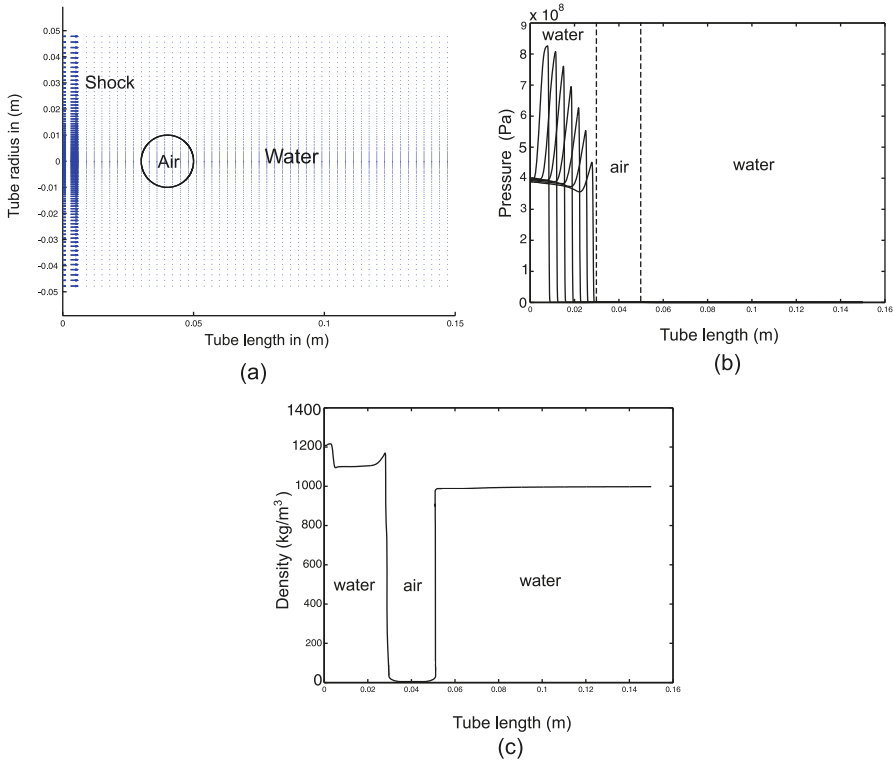 0.05
0.04
0.03
0.02
0.01
0
-0.01
-0.02
-0.03
-0.04
-0.05
Tube radius in (m)
Shock
Air
Water
0
0.05
0.1
0.15
Tube length in (m)
(a)
x 10⁸
9
8
7
6
5
4
3
2
1
0
Pressure (Pa)
water
air
water
0
0.02
0.04
0.06
0.08
0.1
0.12
0.14
0.16
Tube length (m)
(b)
1400
1200
1000
800
600
400
200
0
Density (kg/m³)
water
air
water
0
0.02
0.04
0.06
0.08
0.1
0.12
0.14
0.16
Tube length (m)
(c)